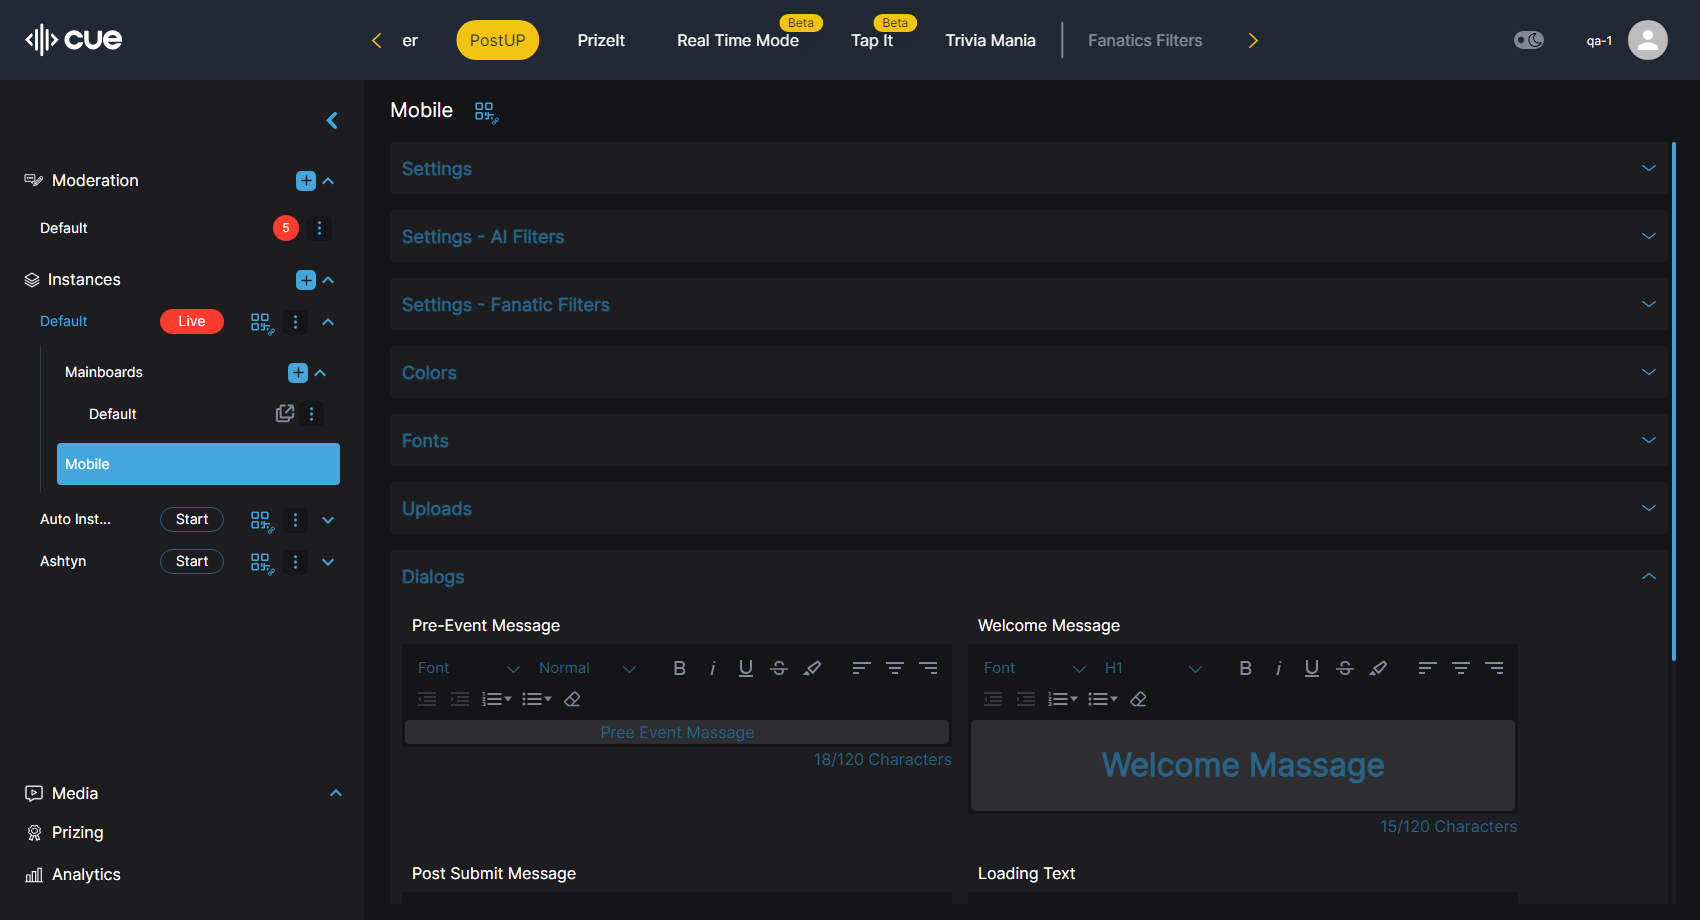 cue
er
PostUP
PrizeIt
Real Time Mode
Beta
Tap It
Beta
Trivia Mania
Fanatics Filters
qa-1
Moderation
Default
5
Instances
Default
Live
Mainboards
Default
Mobile
Auto Inst...
Start
Ashtyn
Start
Media
Prizing
Analytics
Mobile
Settings
Settings - AI Filters
Settings - Fanatic Filters
Colors
Fonts
Uploads
Dialogs
Pre-Event Message
Font
Normal
Pree Event Massage
18/120 Characters
Welcome Message
Font
H1
Welcome Massage
15/120 Characters
Post Submit Message
Loading Text